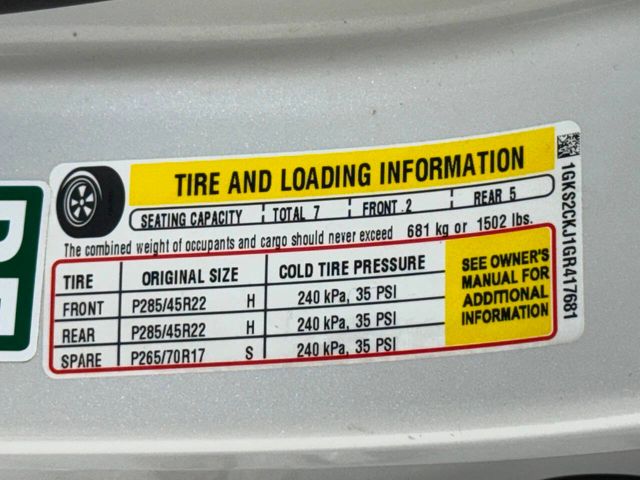 TIRE AND LOADING INFORMATION
SEATING CAPACITY TOTAL 7 FRONT 2 REAR 5
The combined weight of occupants and cargo should never exceed 681 kg or 1502 lbs.
TIRE ORIGINAL SIZE COLD TIRE PRESSURE
FRONT P285/45R22 H 240 kPa, 35 PSI
REAR P285/45R22 H 240 kPa, 35 PSI
SPARE P265/70R17 S 240 kPa, 35 PSI
SEE OWNER'S
MANUAL FOR
ADDITIONAL
INFORMATION
1GKS2CKJ1GR417681